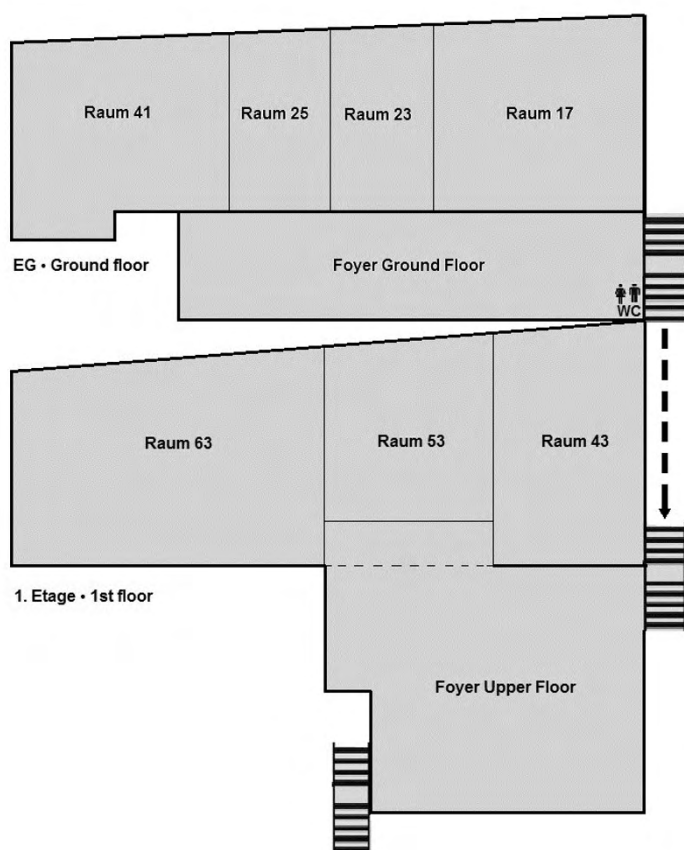 Raum 41
Raum 25
Raum 23
Raum 17
EG • Ground floor
Foyer Ground Floor
WC
Raum 63
Raum 53
Raum 43
1. Etage • 1st floor
Foyer Upper Floor